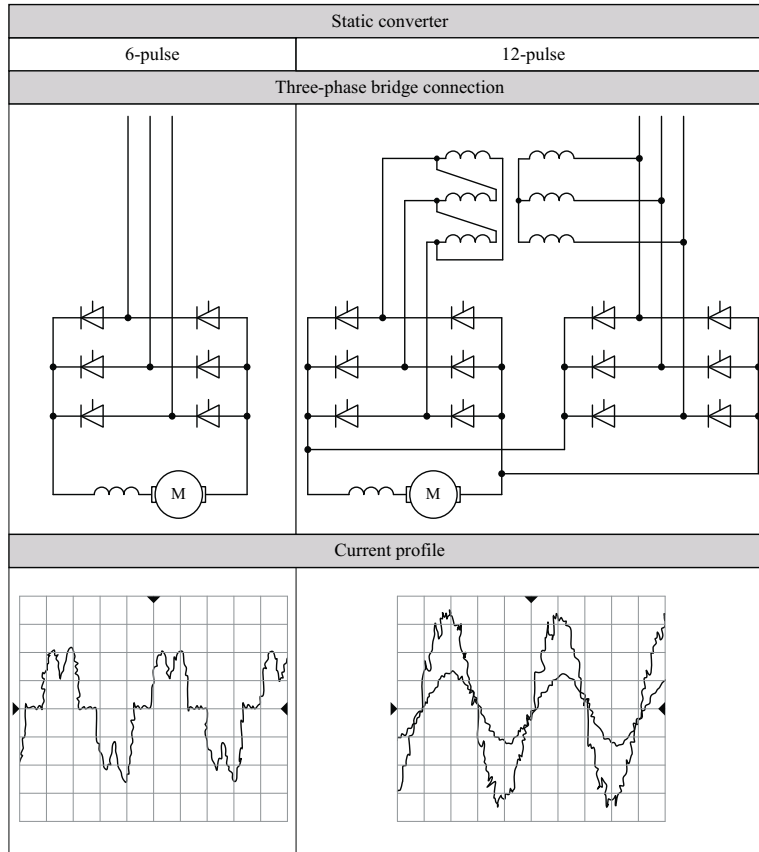 Static converter
6-pulse
12-pulse
Three-phase bridge connection
M
M
Current profile